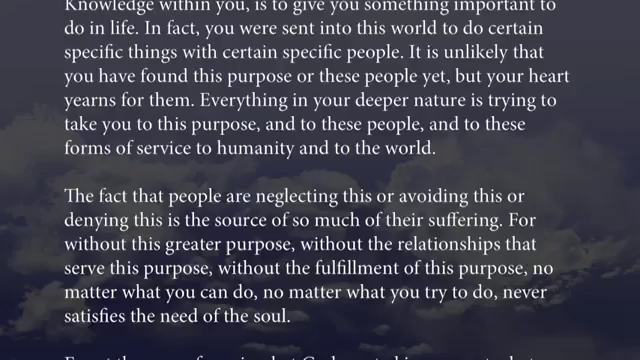 Knowledge within you, is to give you something important to
do in life. In fact, you were sent into this world to do certain
specific things with certain specific people. It is unlikely that
you have found this purpose or these people yet, but your heart
yearns for them. Everything in your deeper nature is trying to
take you to this purpose, and to these people, and to these
forms of service to humanity and to the world.
The fact that people are neglecting this or avoiding this or
denying this is the source of so much of their suffering. For
without this greater purpose, without the relationships that
serve this purpose, without the fulfillment of this purpose, no
matter what you can do, no matter what you try to do, never
satisfies the need of the soul.